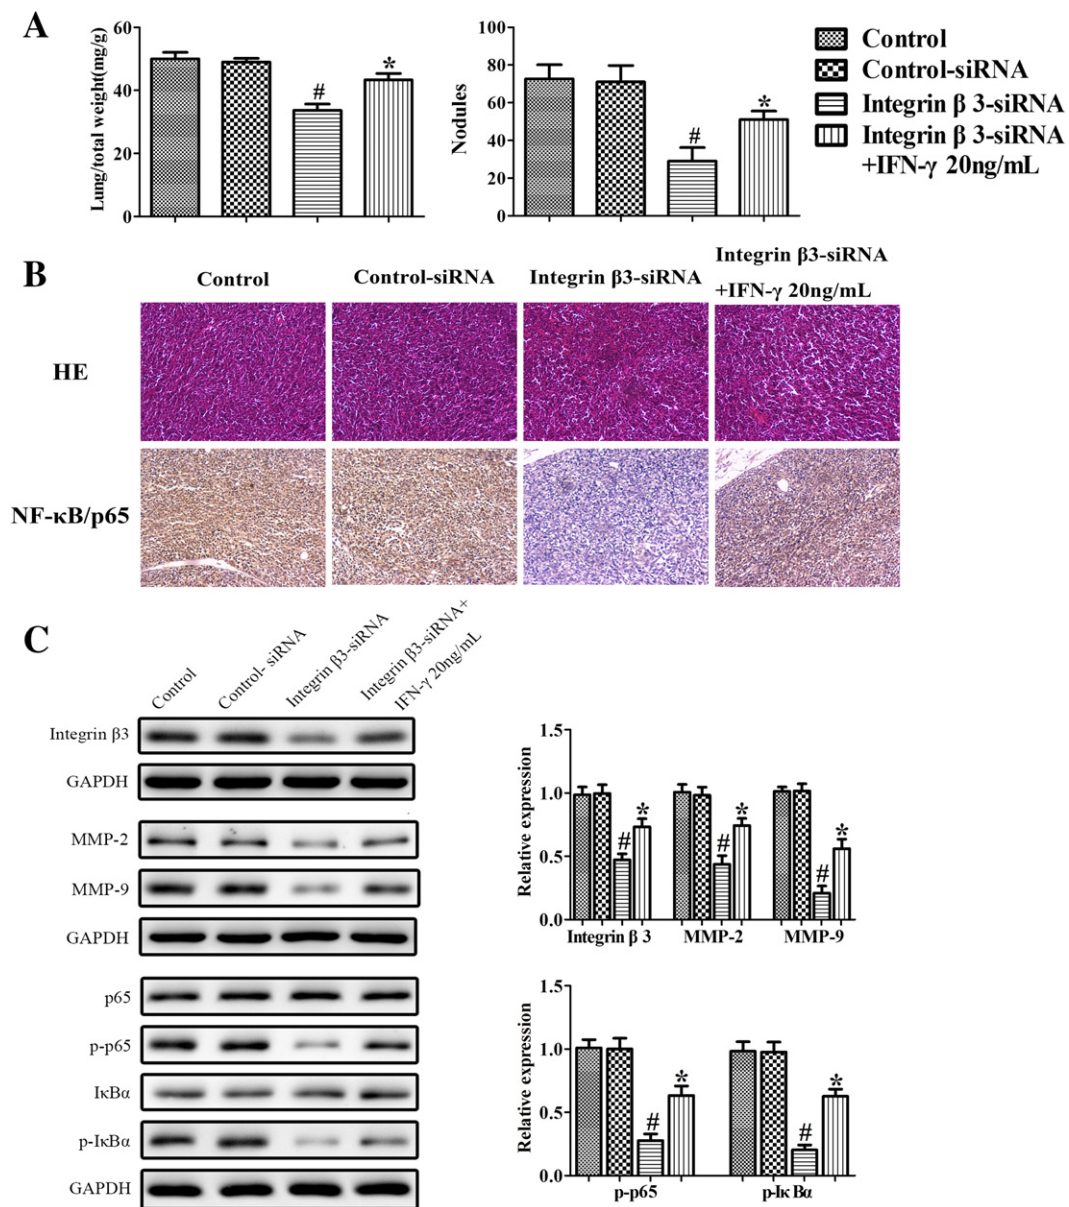 A
Lung/total weight(mg/g)
60
40
20
0
#
*
Nodules
100
80
60
40
20
0
#
*
Control
Control-siRNA
Integrin β 3-siRNA
Integrin β 3-siRNA
+IFN-γ 20ng/mL
B
Control
Control-siRNA
Integrin β3-siRNA
Integrin β3-siRNA
+IFN-γ 20ng/mL
HE
NF-κB/p65
C
Control
Control- siRNA
Integrin β3-siRNA
Integrin β3-siRNA+
IFN-γ 20ng/mL
Integrin β3
GAPDH
MMP-2
MMP-9
GAPDH
p65
p-p65
IκBα
p-IκBα
GAPDH
Relative expression
1.5
1.0
0.5
0.0
#
*
#
*
#
*
Integrin β 3
MMP-2
MMP-9
Relative expression
1.5
1.0
0.5
0.0
#
*
#
*
p-p65
p-Iκ Bα